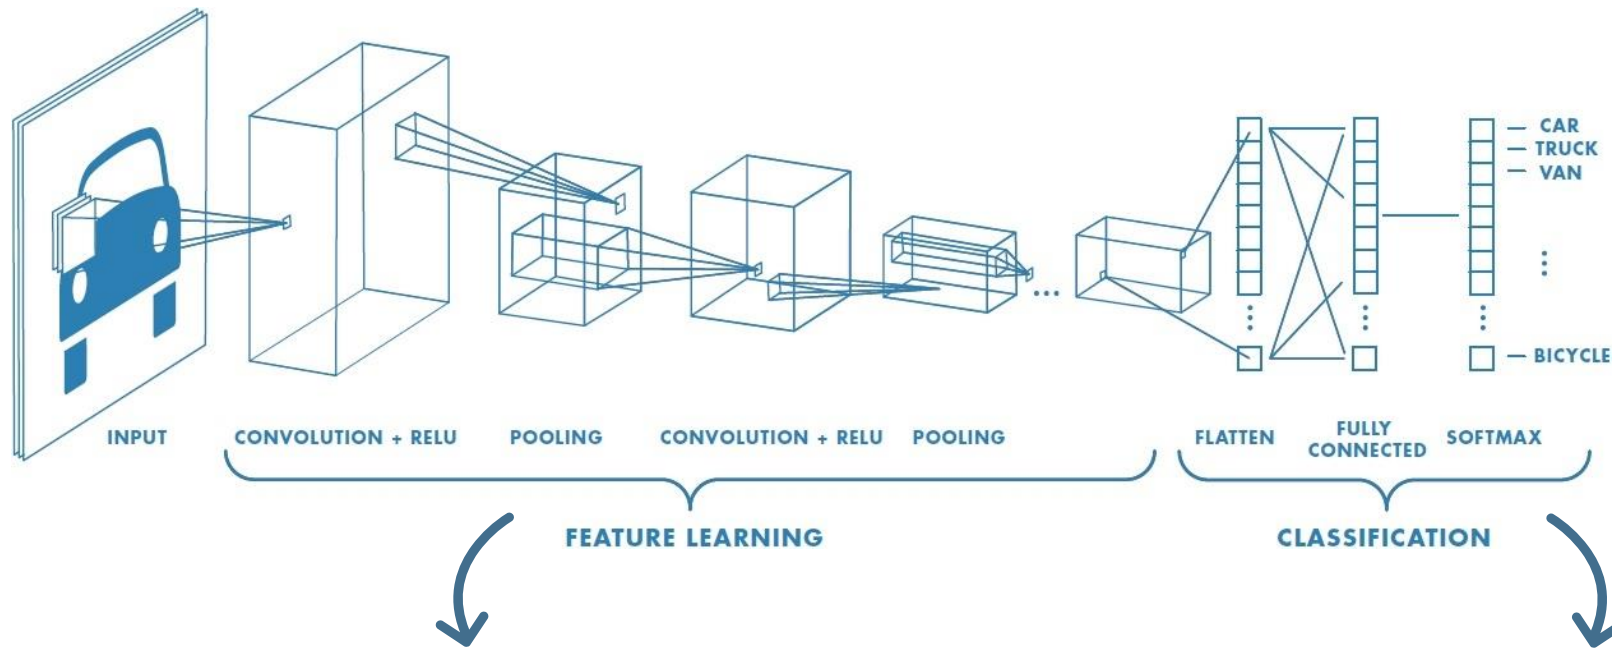 CAR
TRUCK
VAN
BICYCLE
INPUT
CONVOLUTION + RELU
POOLING
CONVOLUTION + RELU
POOLING
FLATTEN
FULLY
CONNECTED
SOFTMAX
FEATURE LEARNING
CLASSIFICATION